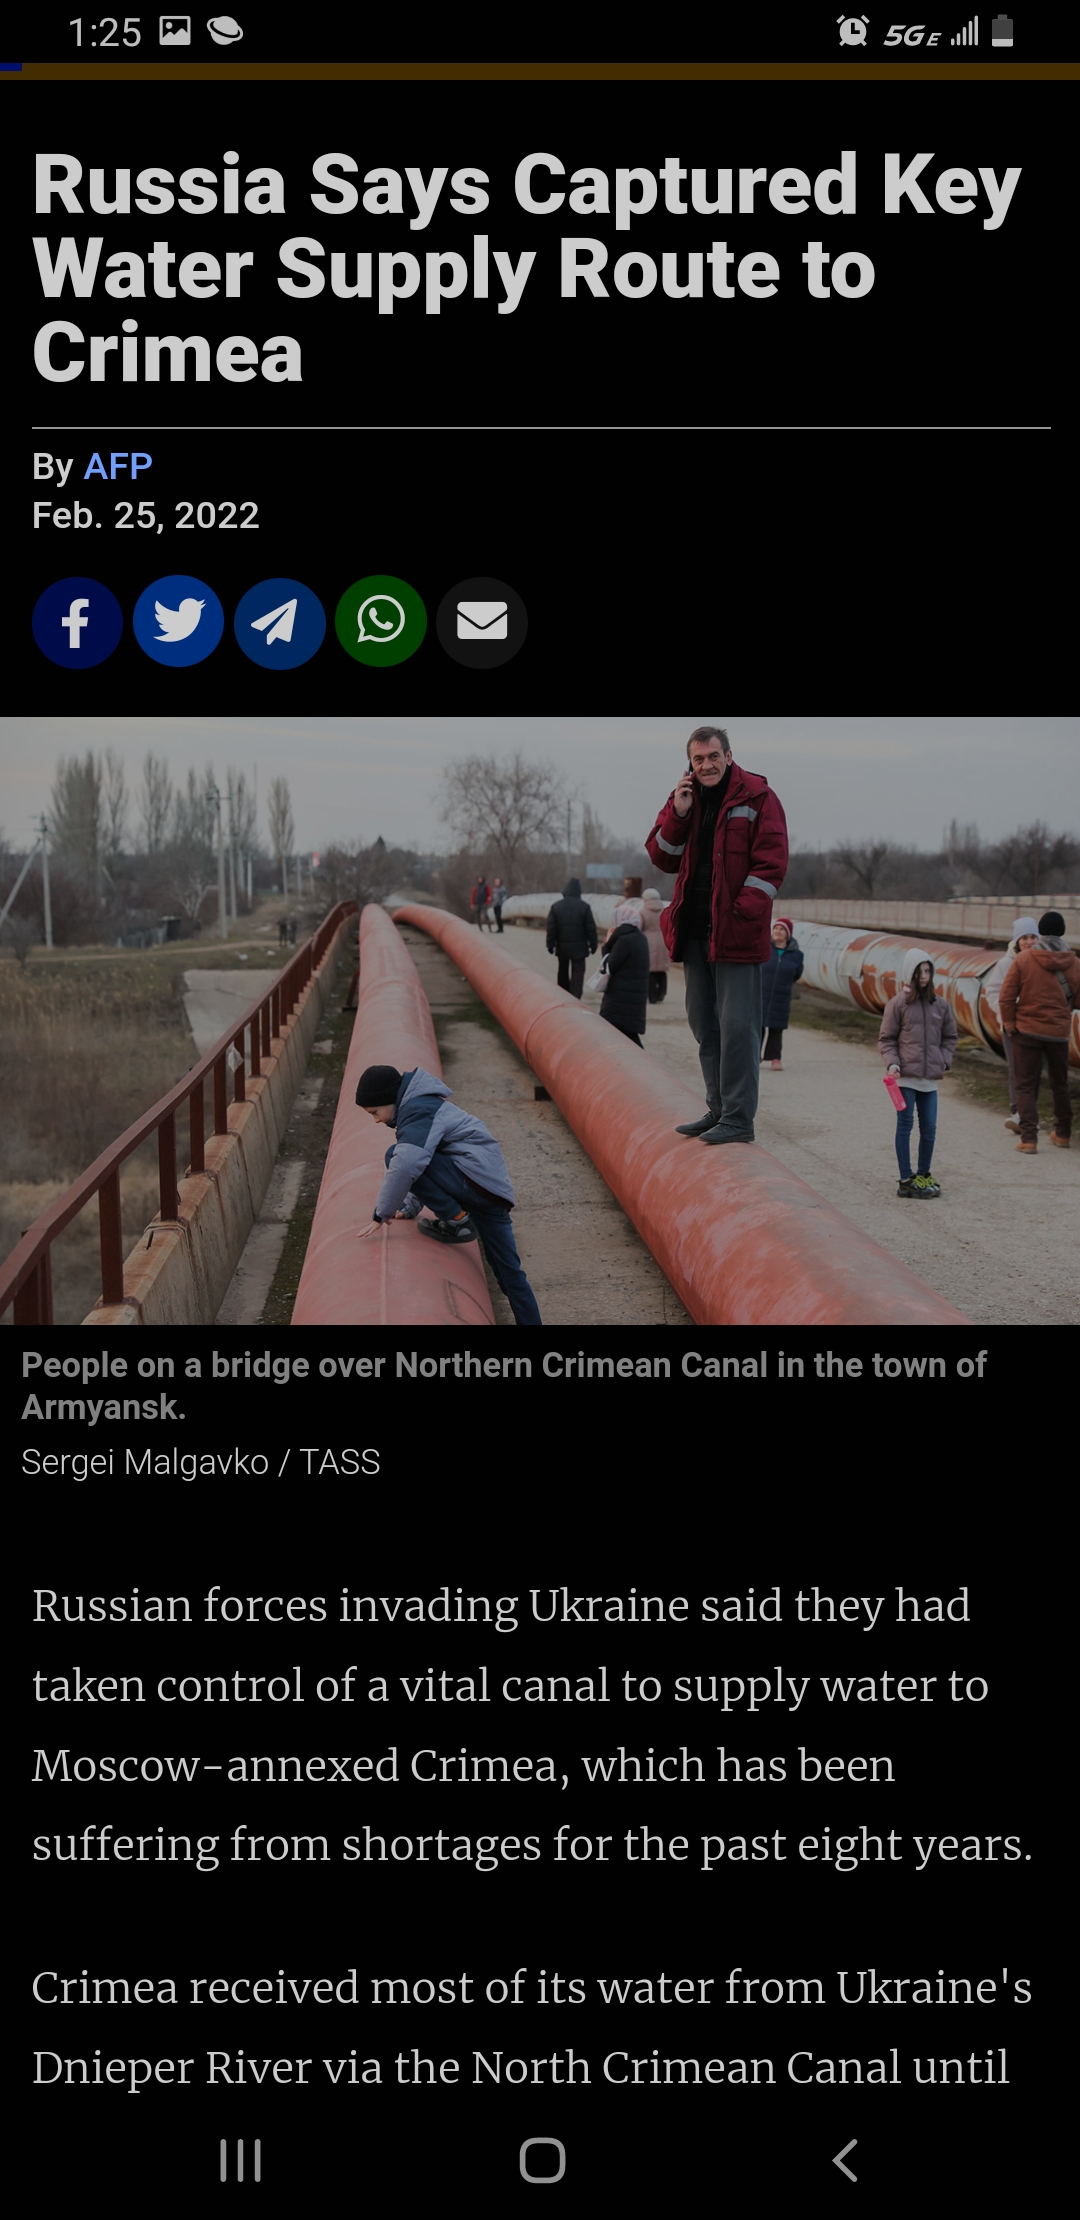 1:25
5GE
Russia Says Captured Key
Water Supply Route to
Crimea
By AFP
Feb. 25, 2022
People on a bridge over Northern Crimean Canal in the town of
Armyansk.
Sergei Malgavko / TASS
Russian forces invading Ukraine said they had
taken control of a vital canal to supply water to
Moscow-annexed Crimea, which has been
suffering from shortages for the past eight years.
Crimea received most of its water from Ukraine's
Dnieper River via the North Crimean Canal until